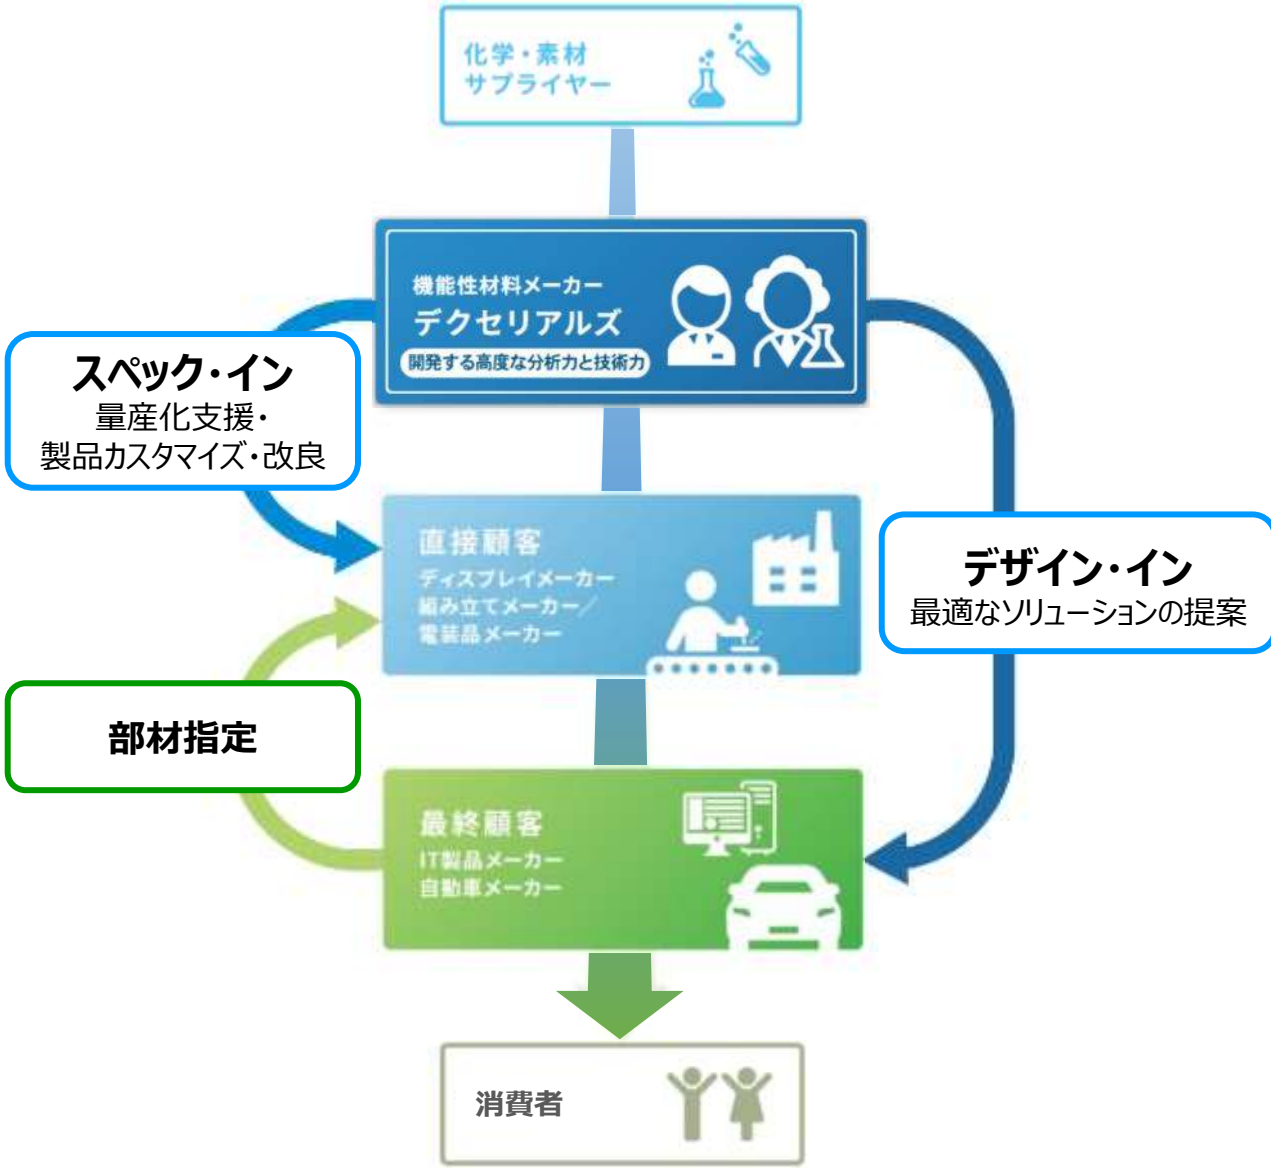 化学・素材
サプライヤー
機能性材料メーカー
デクセリアルズ
開発する高度な分析力と技術力
スペック・イン
量産化支援・
製品カスタマイズ・改良
直接顧客
ディスプレイメーカー
組み立てメーカー／
電装品メーカー
デザイン・イン
最適なソリューションの提案
部材指定
最終顧客
IT製品メーカー
自動車メーカー
消費者